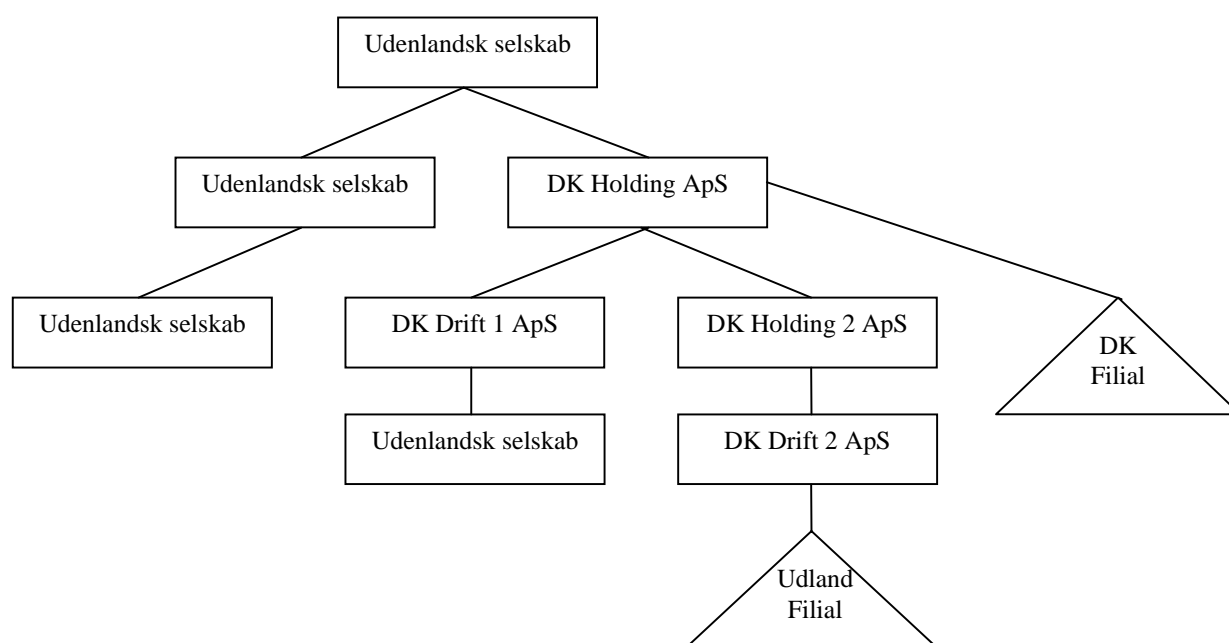 Udenlandsk selskab
Udenlandsk selskab
DK Holding ApS
Udenlandsk selskab
DK Drift 1 ApS
DK Holding 2 ApS
DK
Filial
Udenlandsk selskab
DK Drift 2 ApS
Udland
Filial